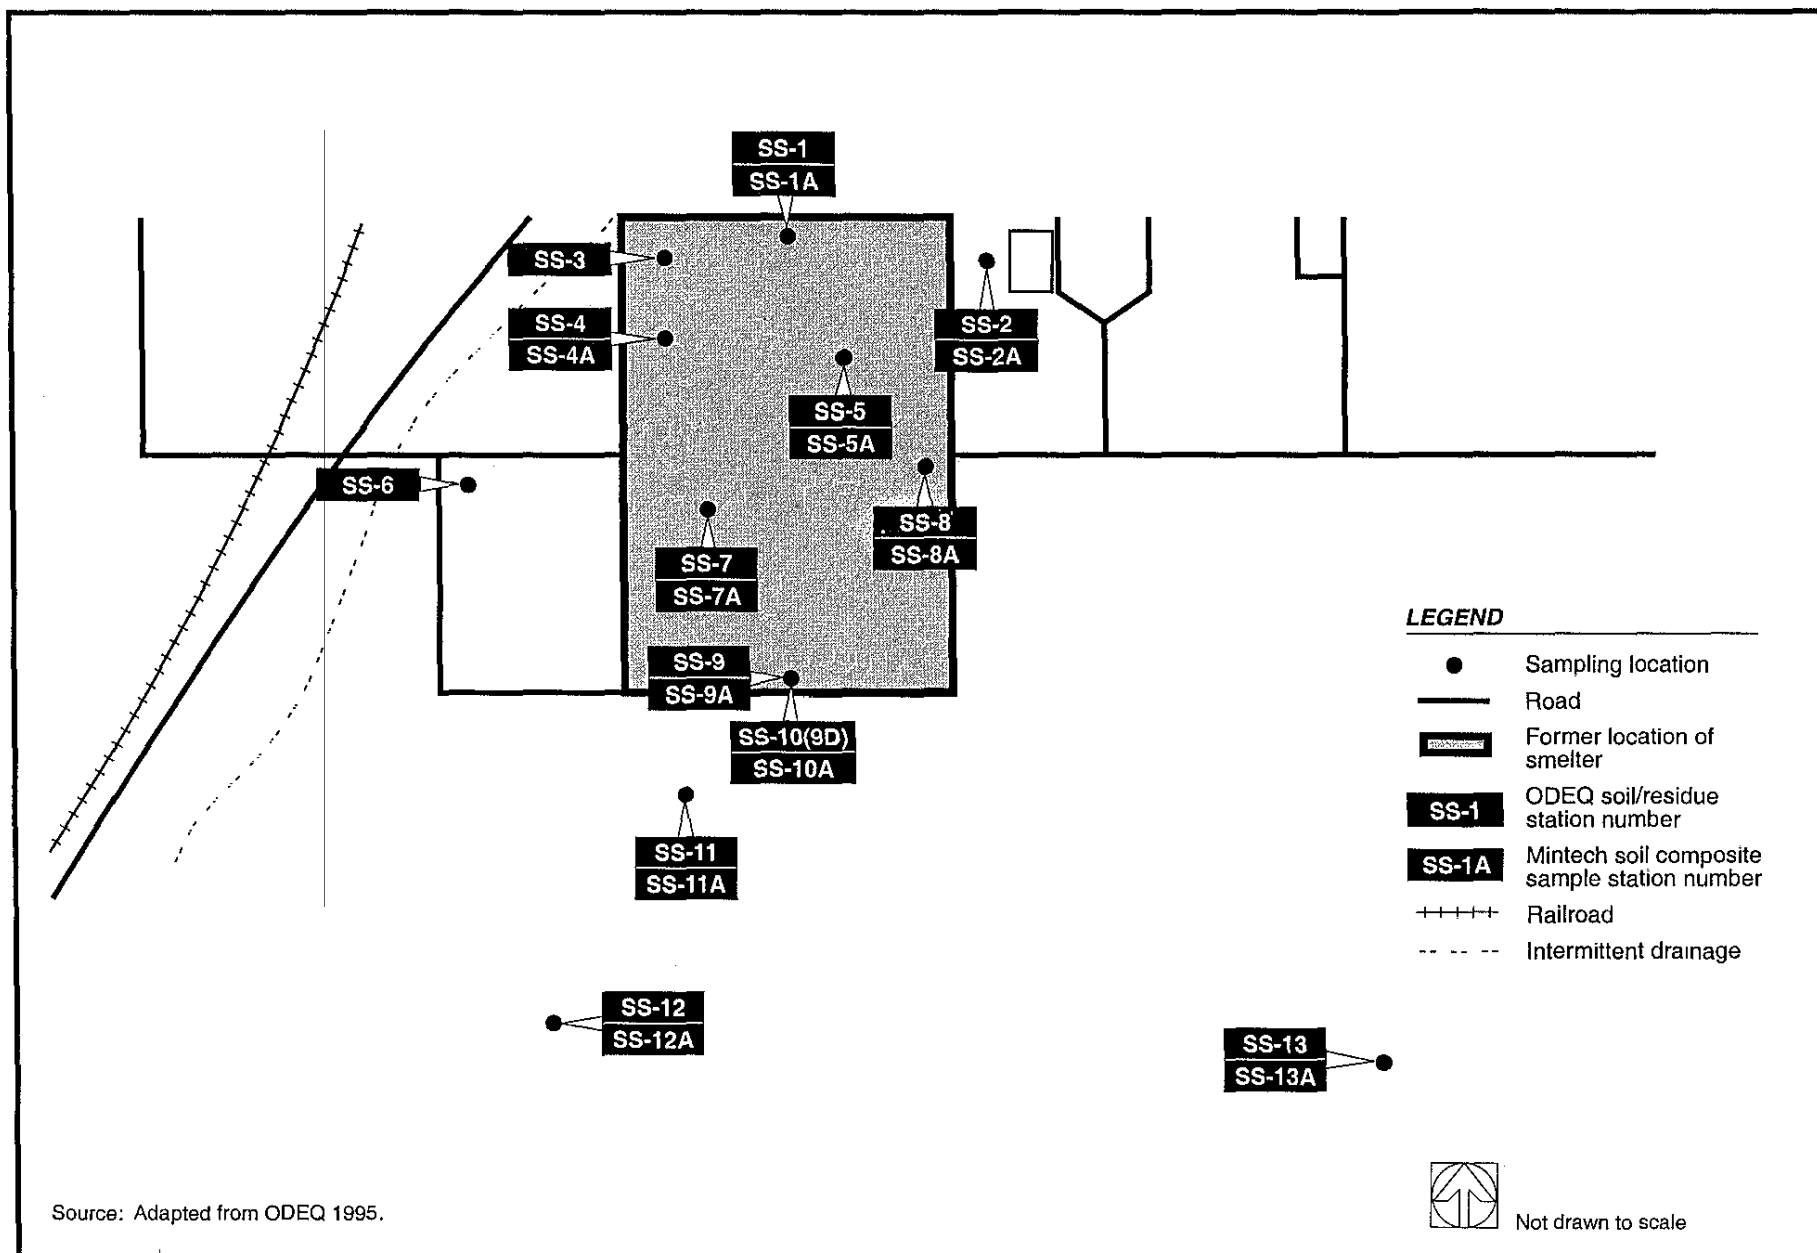 SS-1
SS-1A
SS-3
SS-4
SS-4A
SS-2
SS-2A
SS-5
SS-5A
SS-6
SS-8
SS-8A
SS-7
SS-7A
SS-9
SS-9A
SS-10(9D)
SS-10A
SS-11
SS-11A
SS-12
SS-12A
SS-13
SS-13A
LEGEND
Sampling location
Road
Former location of
smelter
SS-1
ODEQ soil/residue
station number
SS-1A
Mintech soil composite
sample station number
Railroad
Intermittent drainage
Source: Adapted from ODEQ 1995.
Not drawn to scale